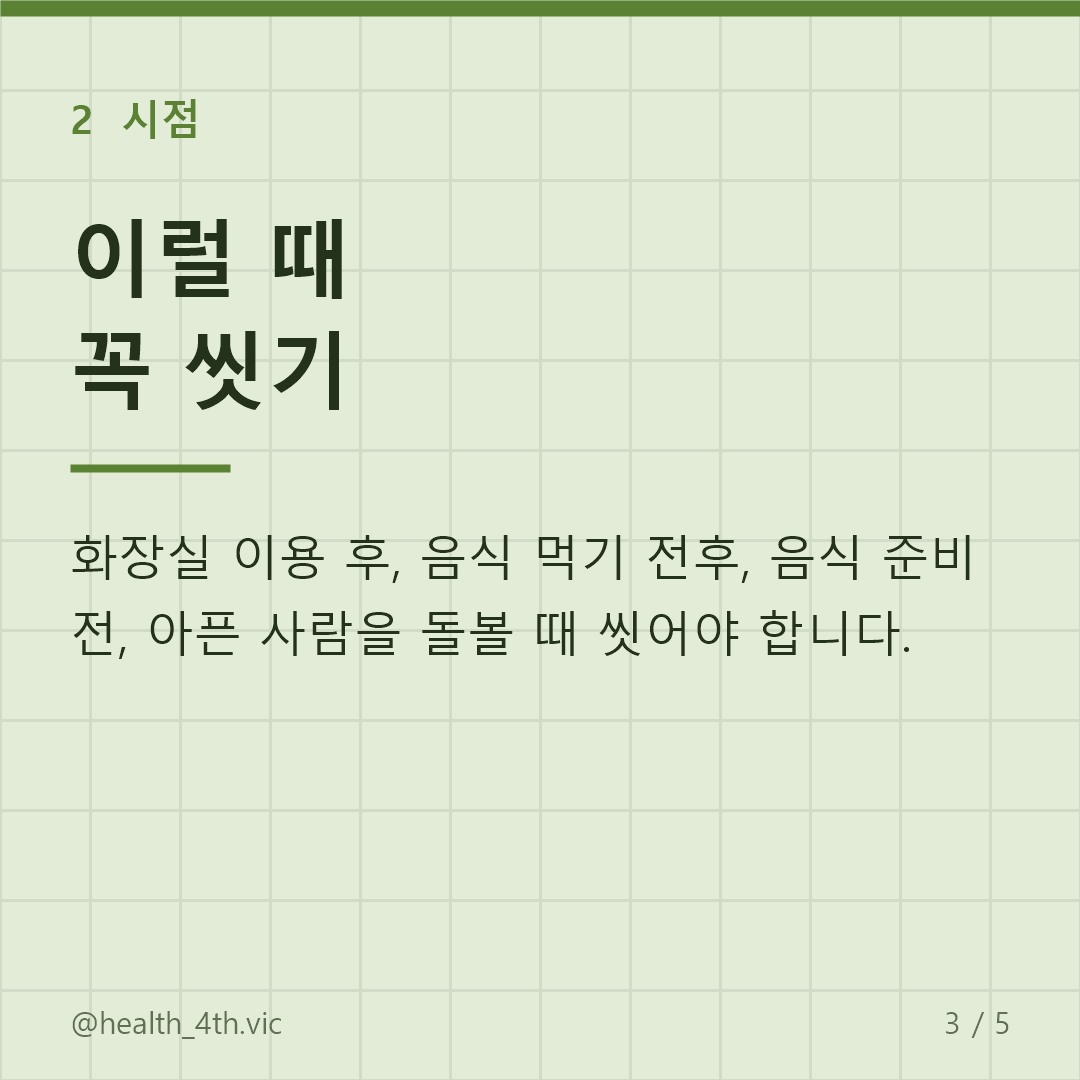 2 시점
이럴 때
꼭 씻기
화장실 이용 후, 음식 먹기 전후, 음식 준비
전, 아픈 사람을 돌볼 때 씻어야 합니다.
@health_4th.vic
3 / 5